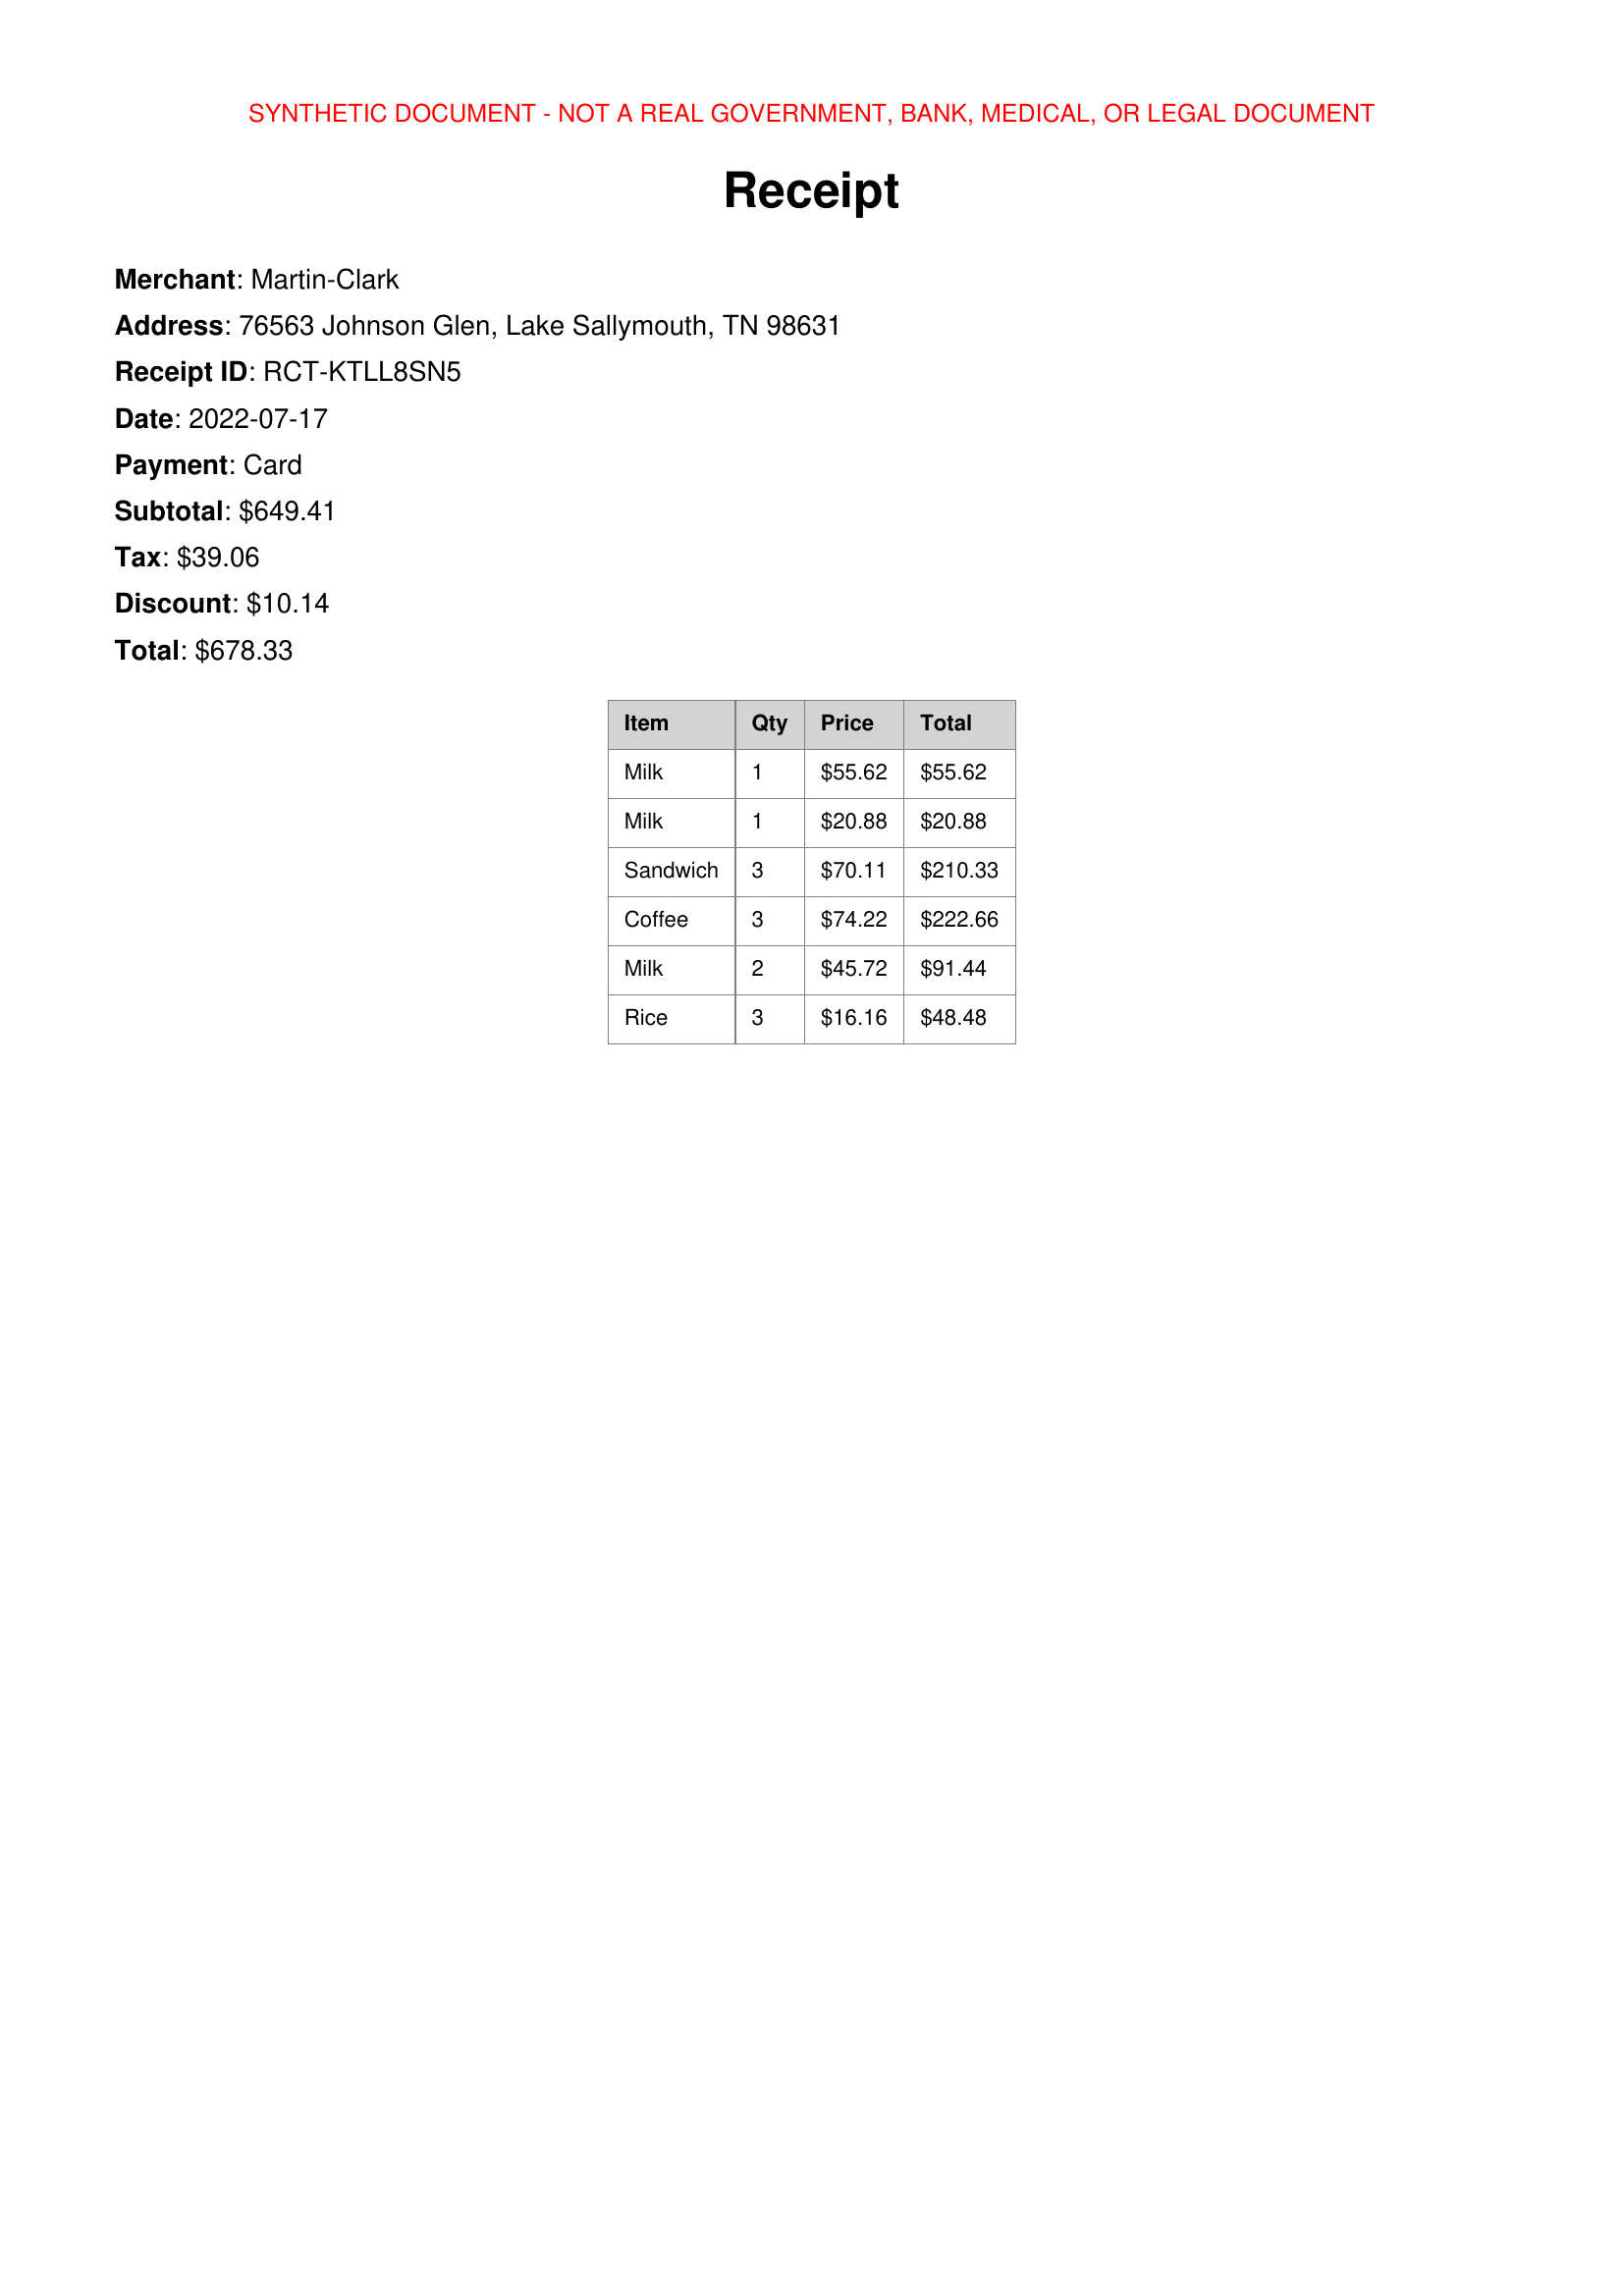 SYNTHETIC DOCUMENT - NOT A REAL GOVERNMENT, BANK, MEDICAL, OR LEGAL DOCUMENT
Receipt
Merchant: Martin-Clark
Address: 76563 Johnson Glen, Lake Sallymouth, TN 98631
Receipt ID: RCT-KTLL8SN5
Date: 2022-07-17
Payment: Card
Subtotal: $649.41
Tax: $39.06
Discount: $10.14
Total: $678.33
Item Qty Price Total
Milk 1 $55.62 $55.62
Milk 1 $20.88 $20.88
Sandwich 3 $70.11 $210.33
Coffee 3 $74.22 $222.66
Milk 2 $45.72 $91.44
Rice 3 $16.16 $48.48